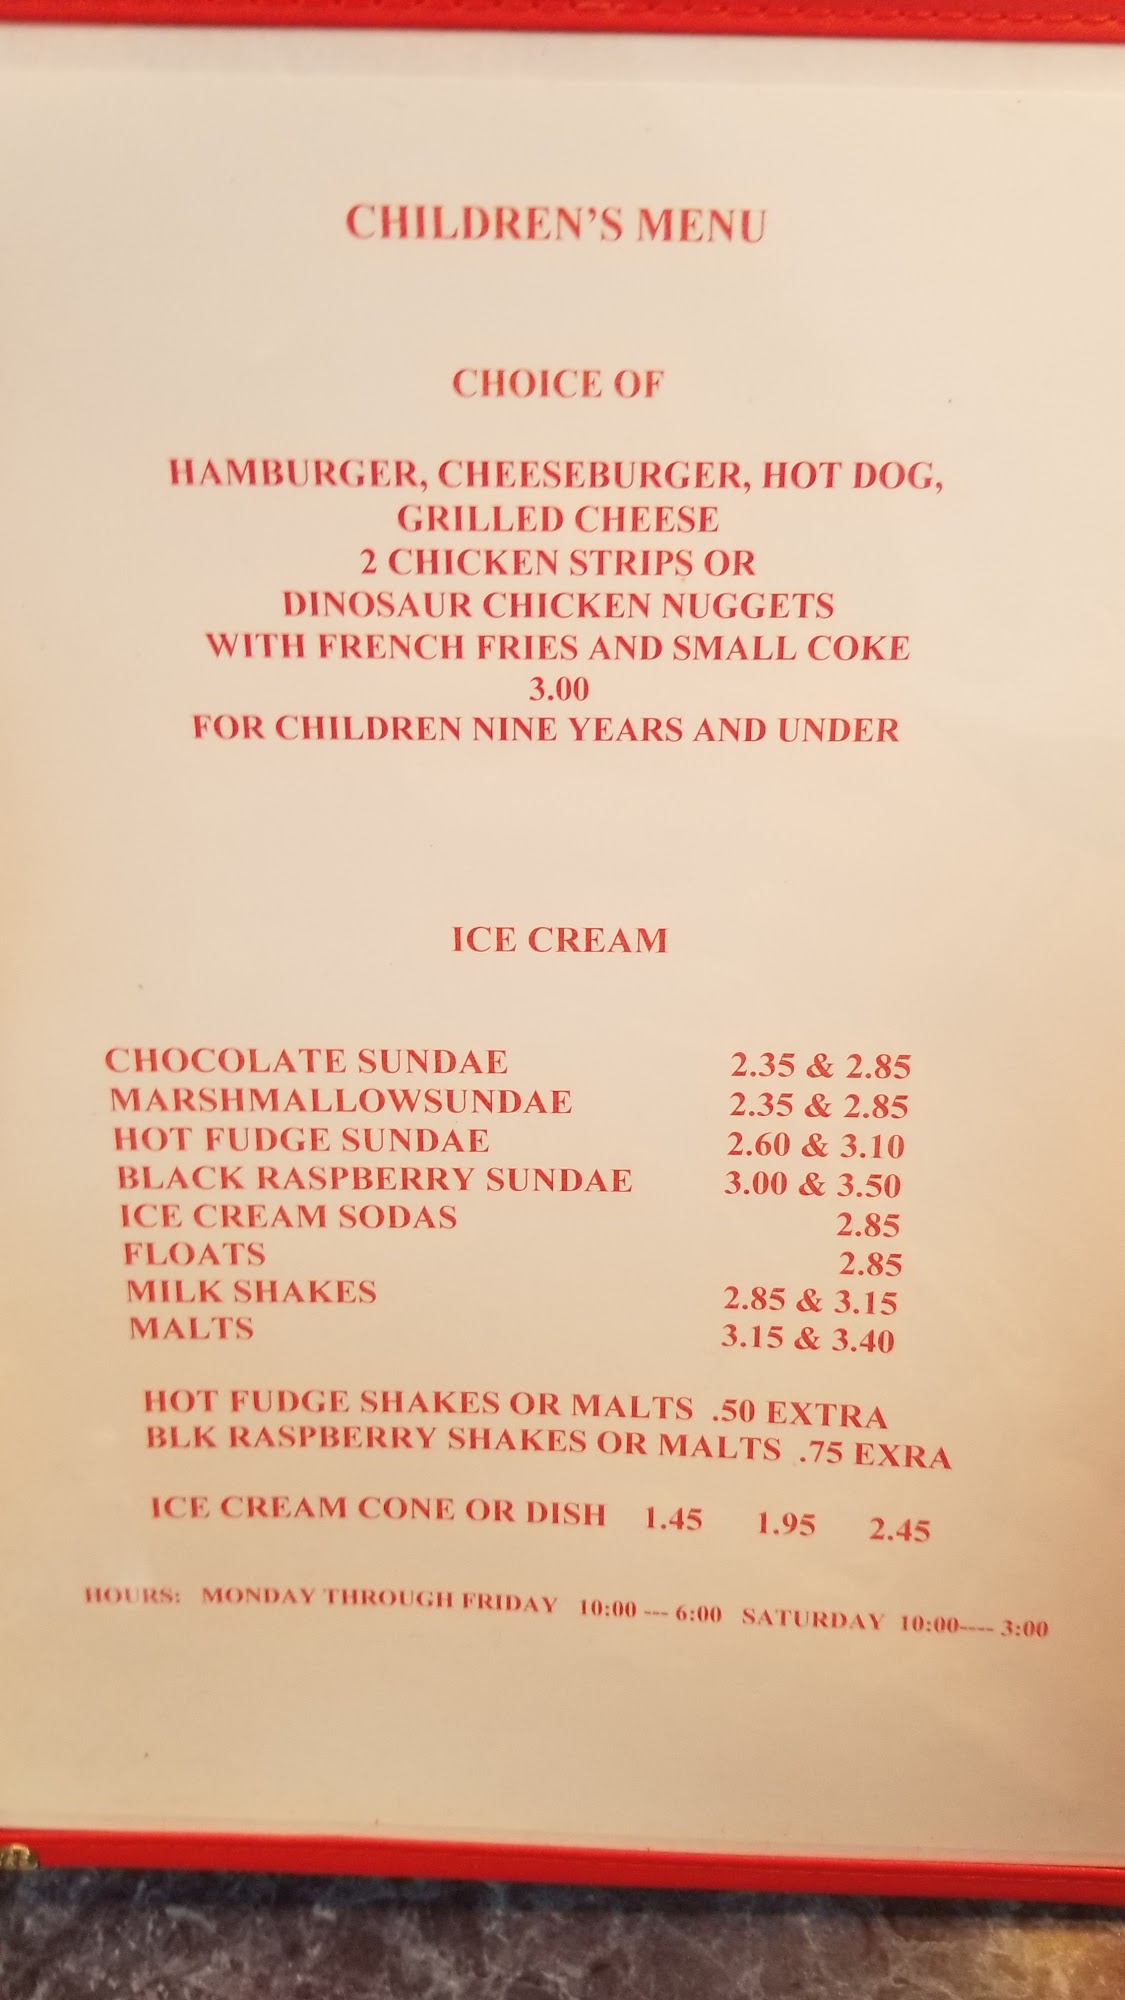 CHILDREN'S MENU
CHOICE OF
HAMBURGER, CHEESEBURGER, HOT DOG,
GRILLED CHEESE
2 CHICKEN STRIPS OR
DINOSAUR CHICKEN NUGGETS
WITH FRENCH FRIES AND SMALL COKE
3.00
FOR CHILDREN NINE YEARS AND UNDER
ICE CREAM
CHOCOLATE SUNDAE 2.35 & 2.85
MARSHMALLOWSUNDAE 2.35 & 2.85
HOT FUDGE SUNDAE 2.60 & 3.10
BLACK RASPBERRY SUNDAE 3.00 & 3.50
ICE CREAM SODAS 2.85
FLOATS 2.85
MILK SHAKES 2.85 & 3.15
MALTS 3.15 & 3.40
HOT FUDGE SHAKES OR MALTS .50 EXTRA
BLK RASPBERRY SHAKES OR MALTS .75 EXRA
ICE CREAM CONE OR DISH 1.45 1.95 2.45
HOURS: MONDAY THROUGH FRIDAY 10:00 --- 6:00 SATURDAY 10:00---- 3:00